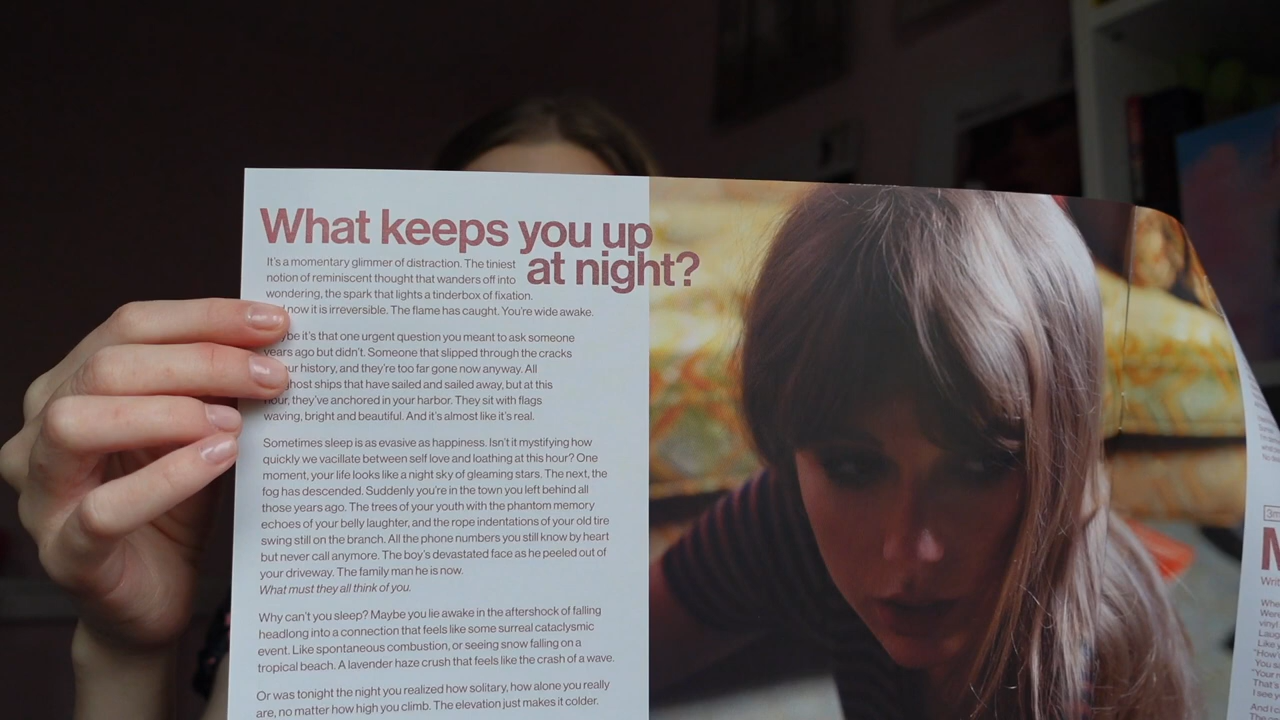 What keeps you up
at night?
It's a momentary glimmer of distraction. The tiniest
notion of reminiscent thought that wanders off into
wondering, the spark that lights a tinderbox of fixation.
now it is irreversible. The flame has caught. You're wide awake.
it's that one urgent question you meant to ask someone
years ago but didn't. Someone that slipped through the cracks
history, and they're too far gone now anyway. All
ghost ships that have sailed and sailed away, but at this
hour, they've anchored in your harbor. They sit with flags
waving, bright and beautiful. And it's almost like it's real.
Sometimes sleep is as evasive as happiness. Isn't it mystifying how
quickly we vacillate between self love and loathing at this hour? One
moment, your life looks like a night sky of gleaming stars. The next, the
fog has descended. Suddenly you're in the town you left behind all
those years ago. The trees of your youth with the phantom memory
echoes of your belly laughter, and the rope indentations of your old tire
swing still on the branch. All the phone numbers you still know by heart
but never call anymore. The boy's devastated face as he peeled out of
your driveway. The family man he is now.
What must they all think of you.
Why can't you sleep? Maybe you lie awake in the aftershock of falling
headlong into a connection that feels like some surreal cataclysmic
event. Like spontaneous combustion, or seeing snow falling on a
tropical beach. A lavender haze crush that feels like the crash of a wave.
Or was tonight the night you realized how solitary, how alone you really
are, no matter how high you climb. The elevation just makes it colder.